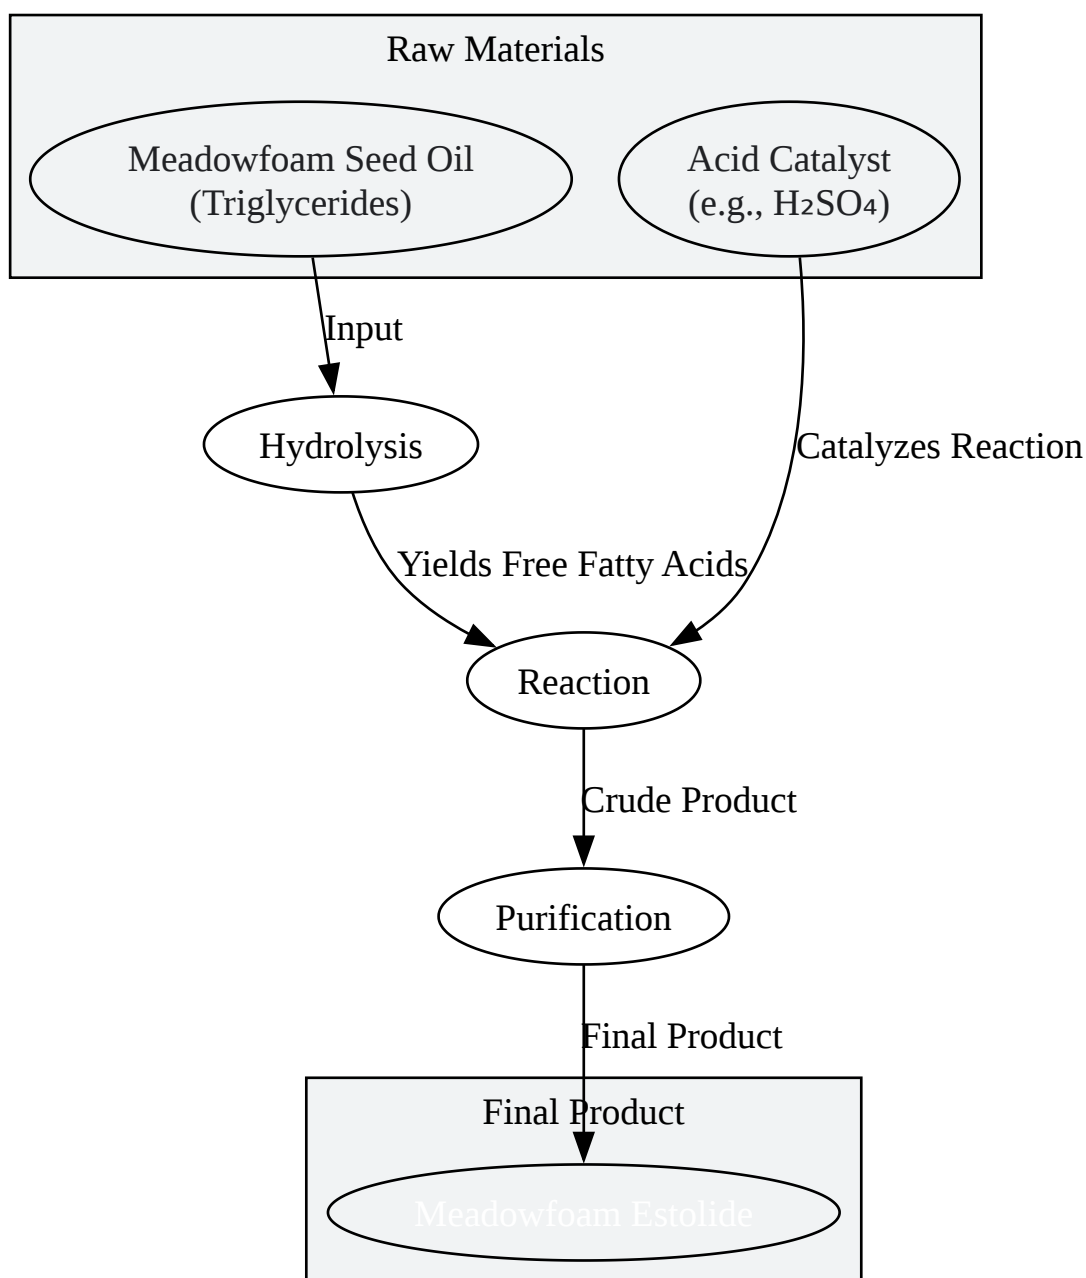 Raw Materials
Meadowfoam Seed Oil
(Triglycerides)
Acid Catalyst
(e.g., H₂SO₄)
Input
Hydrolysis
Catalyzes Reaction
Yields Free Fatty Acids
Reaction
Crude Product
Purification
Final Product
Final Product
Meadowfoam Estolide